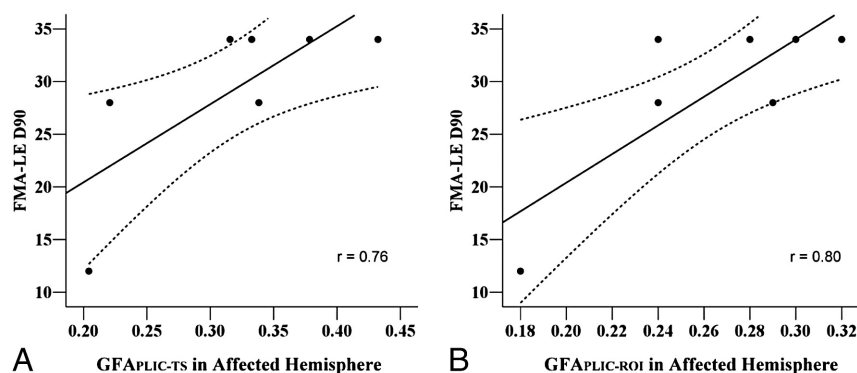 35
30
25
20
15
10
FMA-LE D90
r = 0.76
0.20 0.25 0.30 0.35 0.40 0.45
A GFAPLIC-TS in Affected Hemisphere
35
30
25
20
15
10
FMA-LE D90
r = 0.80
0.18 0.20 0.22 0.24 0.26 0.28 0.30 0.32
B GFAPLIC-ROI in Affected Hemisphere